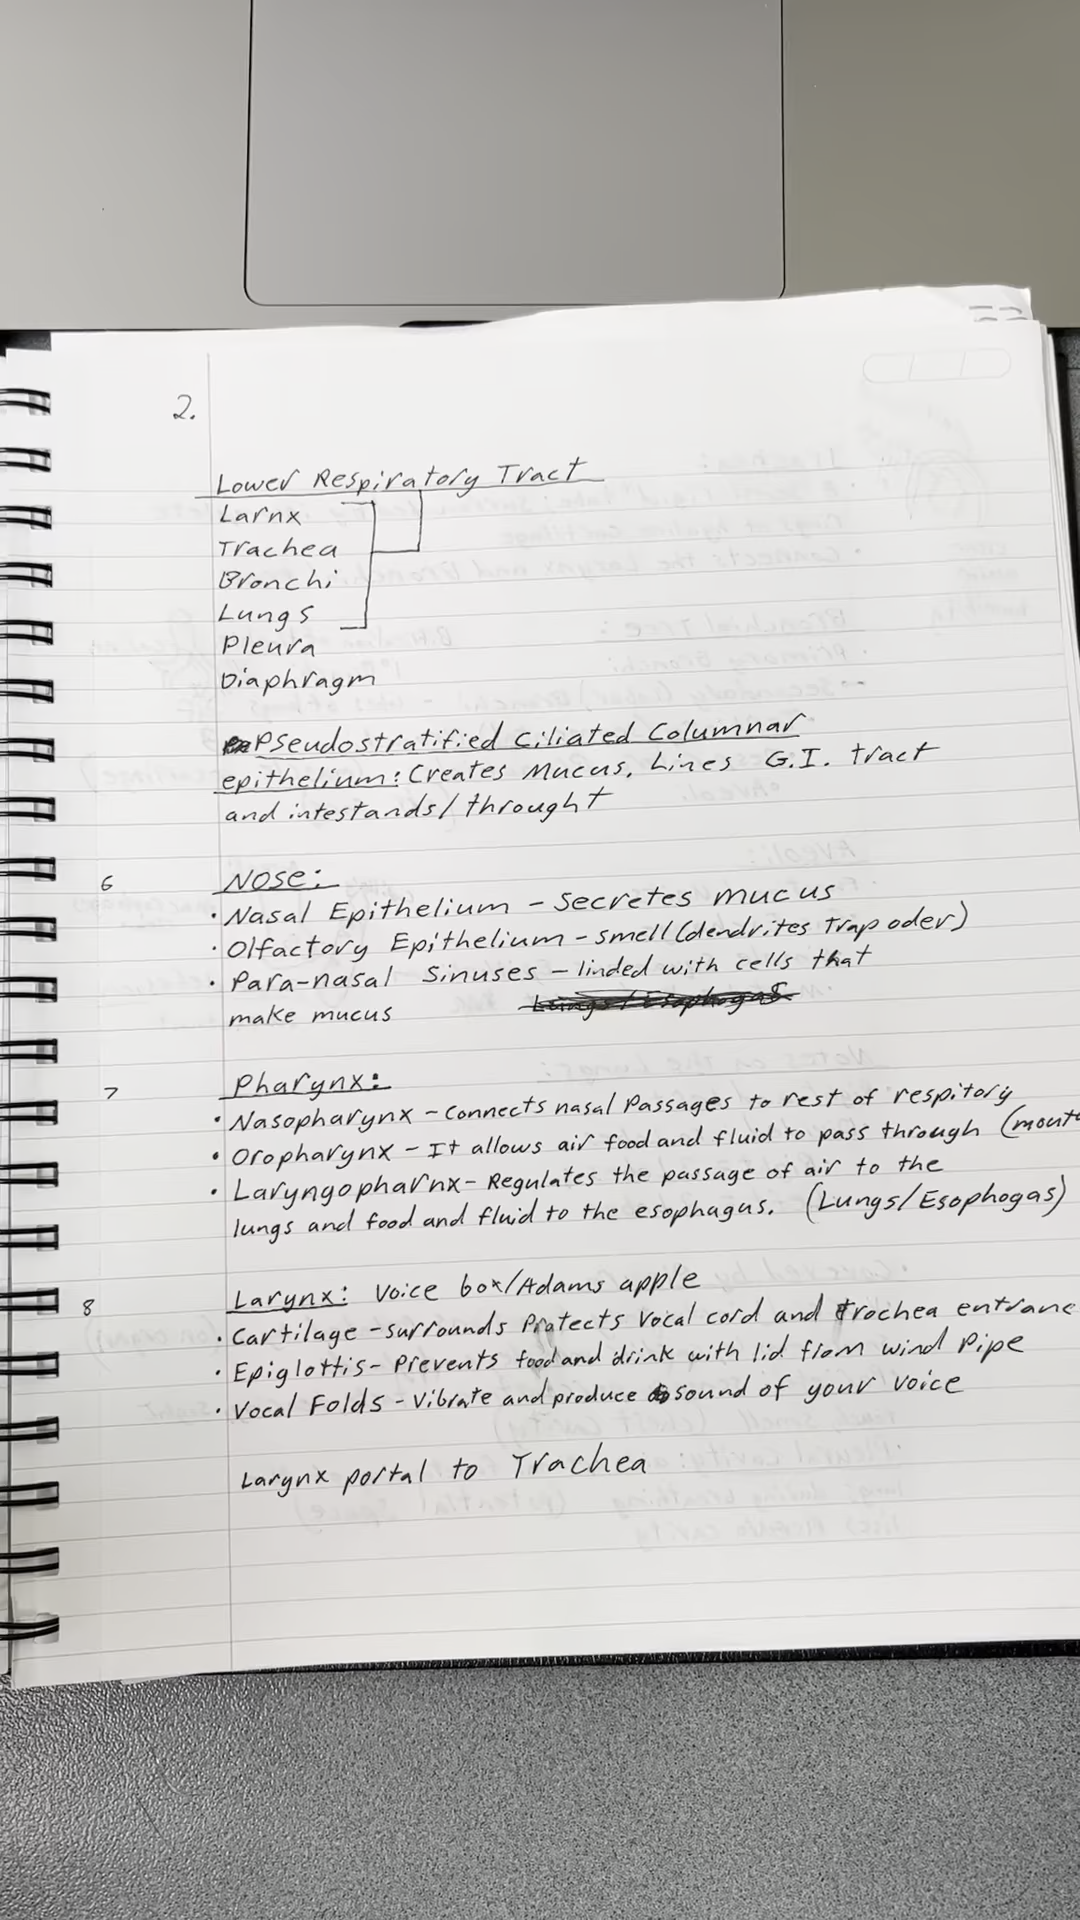 2.
Lower Respiratory Tract
Larnx
Trachea
Bronchi
Lungs
Pleura
Diaphragm
Pseudostratified Ciliated Columnar
epithelium: Creates Mucus, Lines G.I. tract
and intestands/throught
6 Nose:
• Nasal Epithelium - Secretes mucus
• Olfactory Epithelium - smell (dendrites trap oder)
• Para-nasal Sinuses - linded with cells that
make mucus
7 Pharynx:
• Nasopharynx - Connects nasal Passages to rest of respitory
• Oropharynx - It allows air food and fluid to pass through (mout
• Laryngopharnx - Regulates the passage of air to the
lungs and food and fluid to the esophagus. (Lungs/Esophogas)
8 Larynx: Voice box/Adams apple
• Cartilage - surrounds Protects Vocal cord and trochea entranc
• Epiglottis - Prevents food and drink with lid from wind Pipe
• Vocal Folds - Vibrate and produce sound of your voice
Larynx portal to Trachea